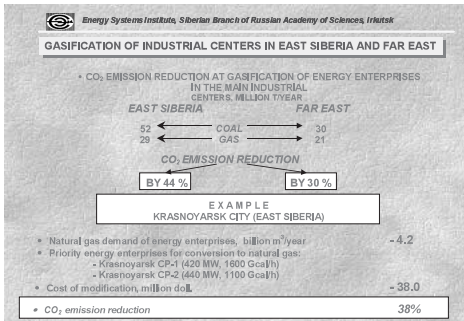 Energy Systems Institute, Siberian Branch of Russian Academy of Sciences, Irkutsk
GASIFICATION OF INDUSTRIAL CENTERS IN EAST SIBERIA AND FAR EAST
• CO₂ EMISSION REDUCTION AT GASIFICATION OF ENERGY ENTERPRISES
IN THE MAIN INDUSTRIAL
CENTERS, MILLION T/YEAR
EAST SIBERIA FAR EAST
52 COAL 30
29 GAS 21
CO₂ EMISSION REDUCTION
BY 44 % BY 30 %
E X A M P L E
KRASNOYARSK CITY (EAST SIBERIA)
• Natural gas demand of energy enterprises, billion m³/year - 4.2
• Priority energy enterprises for conversion to natural gas:
- Krasnoyarsk CP-1 (420 MW, 1600 Gcal/h)
- Krasnoyarsk CP-2 (440 MW, 1100 Gcal/h)
• Cost of modification, million doll. - 38.0
• CO₂ emission reduction 38%